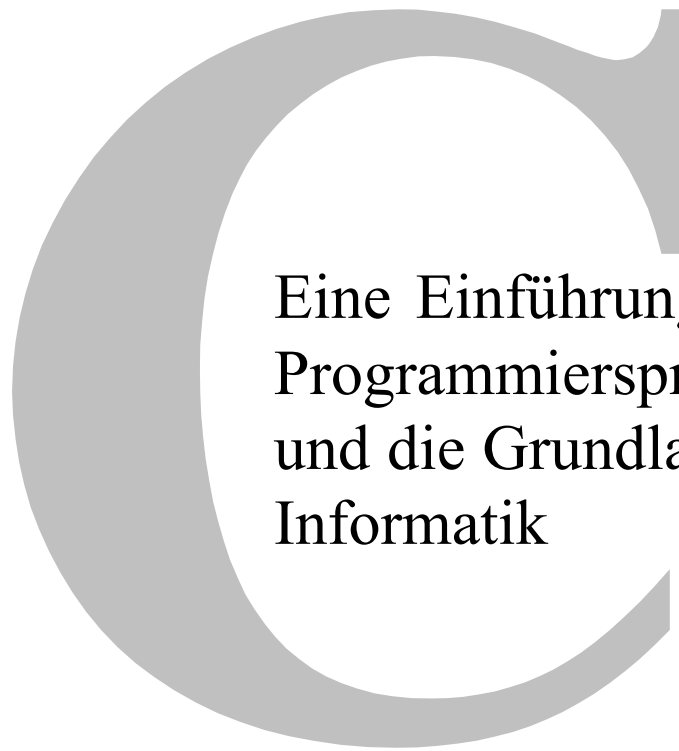 C
Eine Einführun
Programmierspr
und die Grundla
Informatik